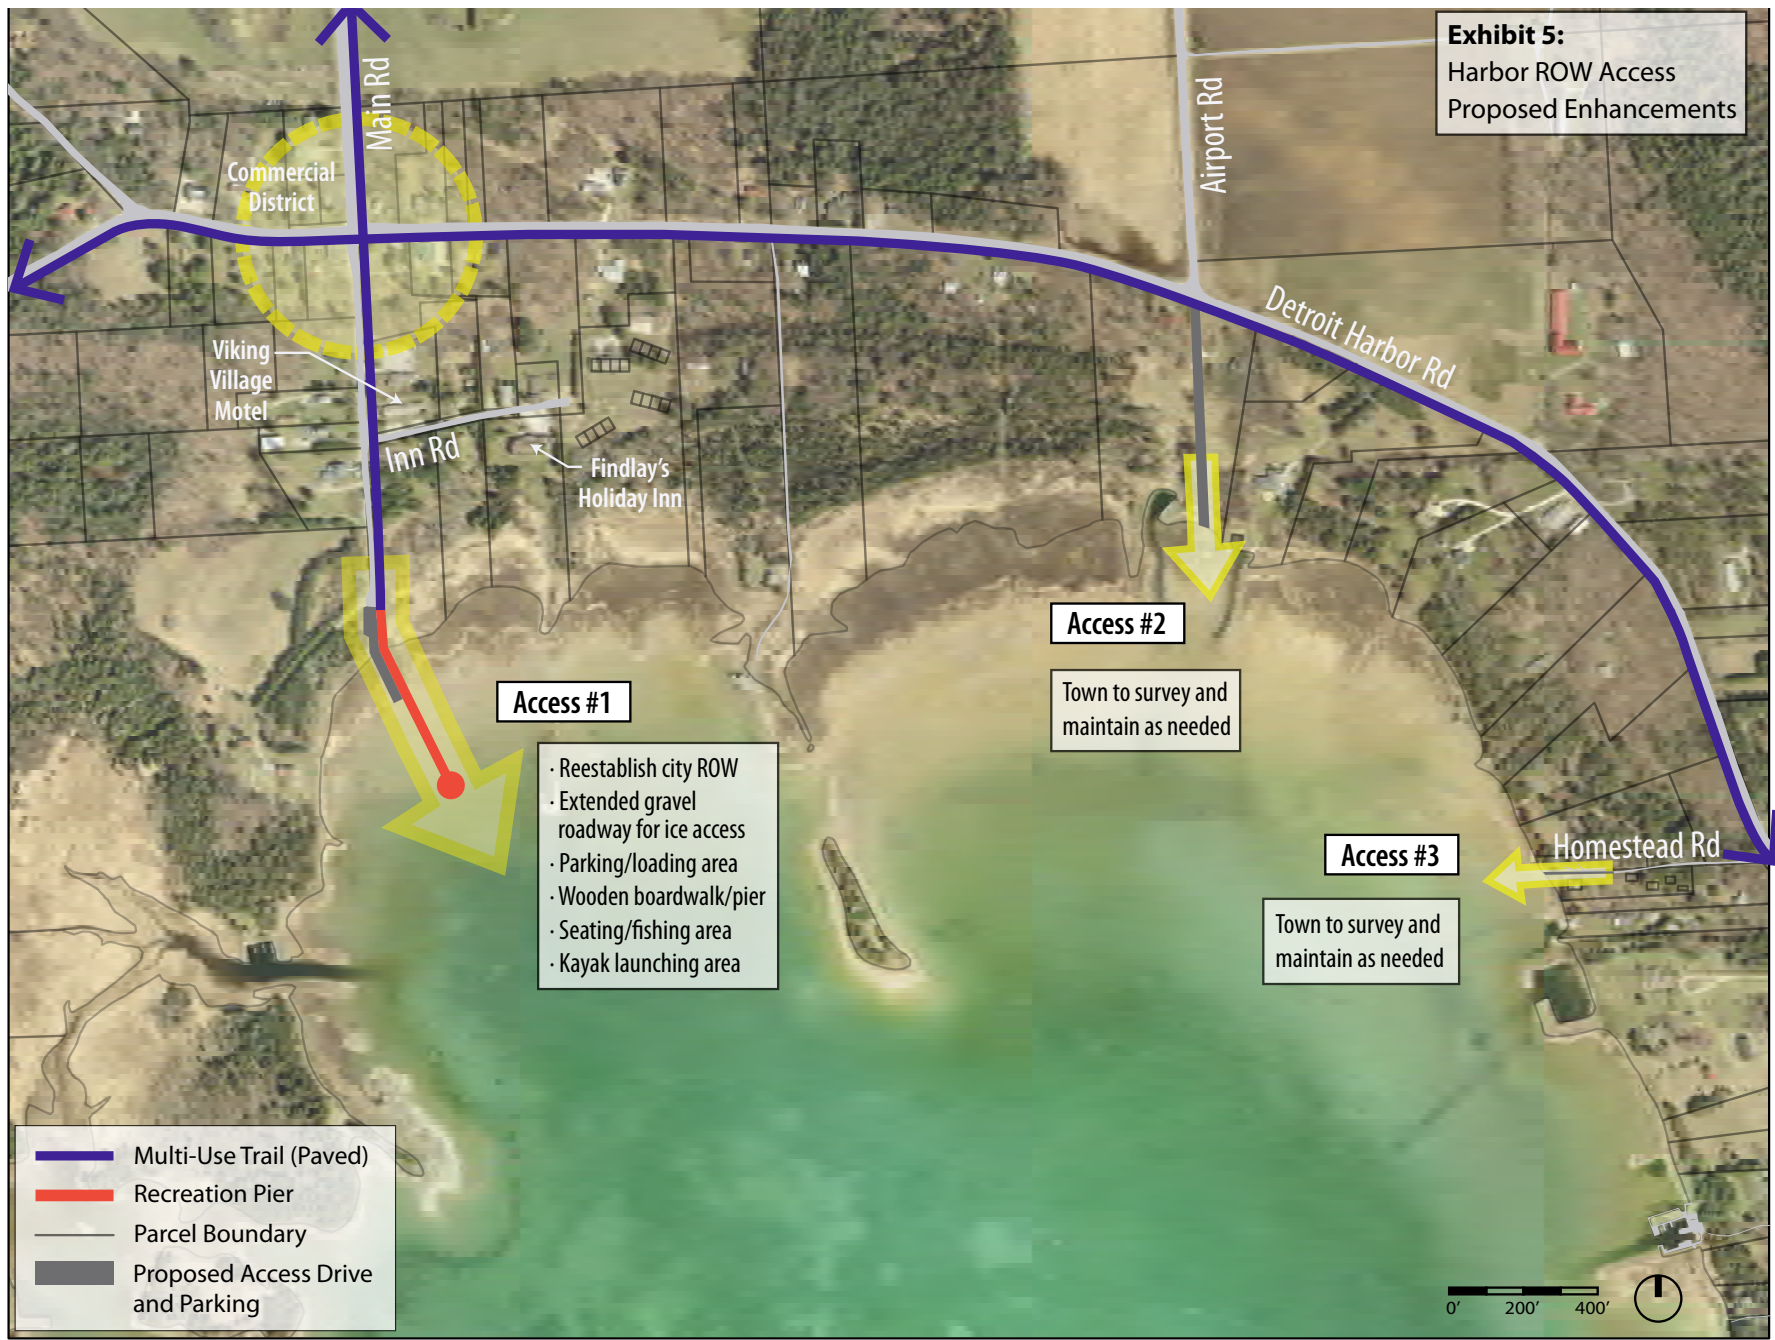 Exhibit 5:
Harbor ROW Access
Proposed Enhancements
Main Rd
Airport Rd
Commercial
District
Detroit Harbor Rd
Viking
Village
Motel
Inn Rd
Findlay's
Holiday Inn
Access #1
· Reestablish city ROW
· Extended gravel
roadway for ice access
· Parking/loading area
· Wooden boardwalk/pier
· Seating/fishing area
· Kayak launching area
Access #2
Town to survey and
maintain as needed
Access #3
Homestead Rd
Town to survey and
maintain as needed
Multi-Use Trail (Paved)
Recreation Pier
Parcel Boundary
Proposed Access Drive
and Parking
0' 200' 400'